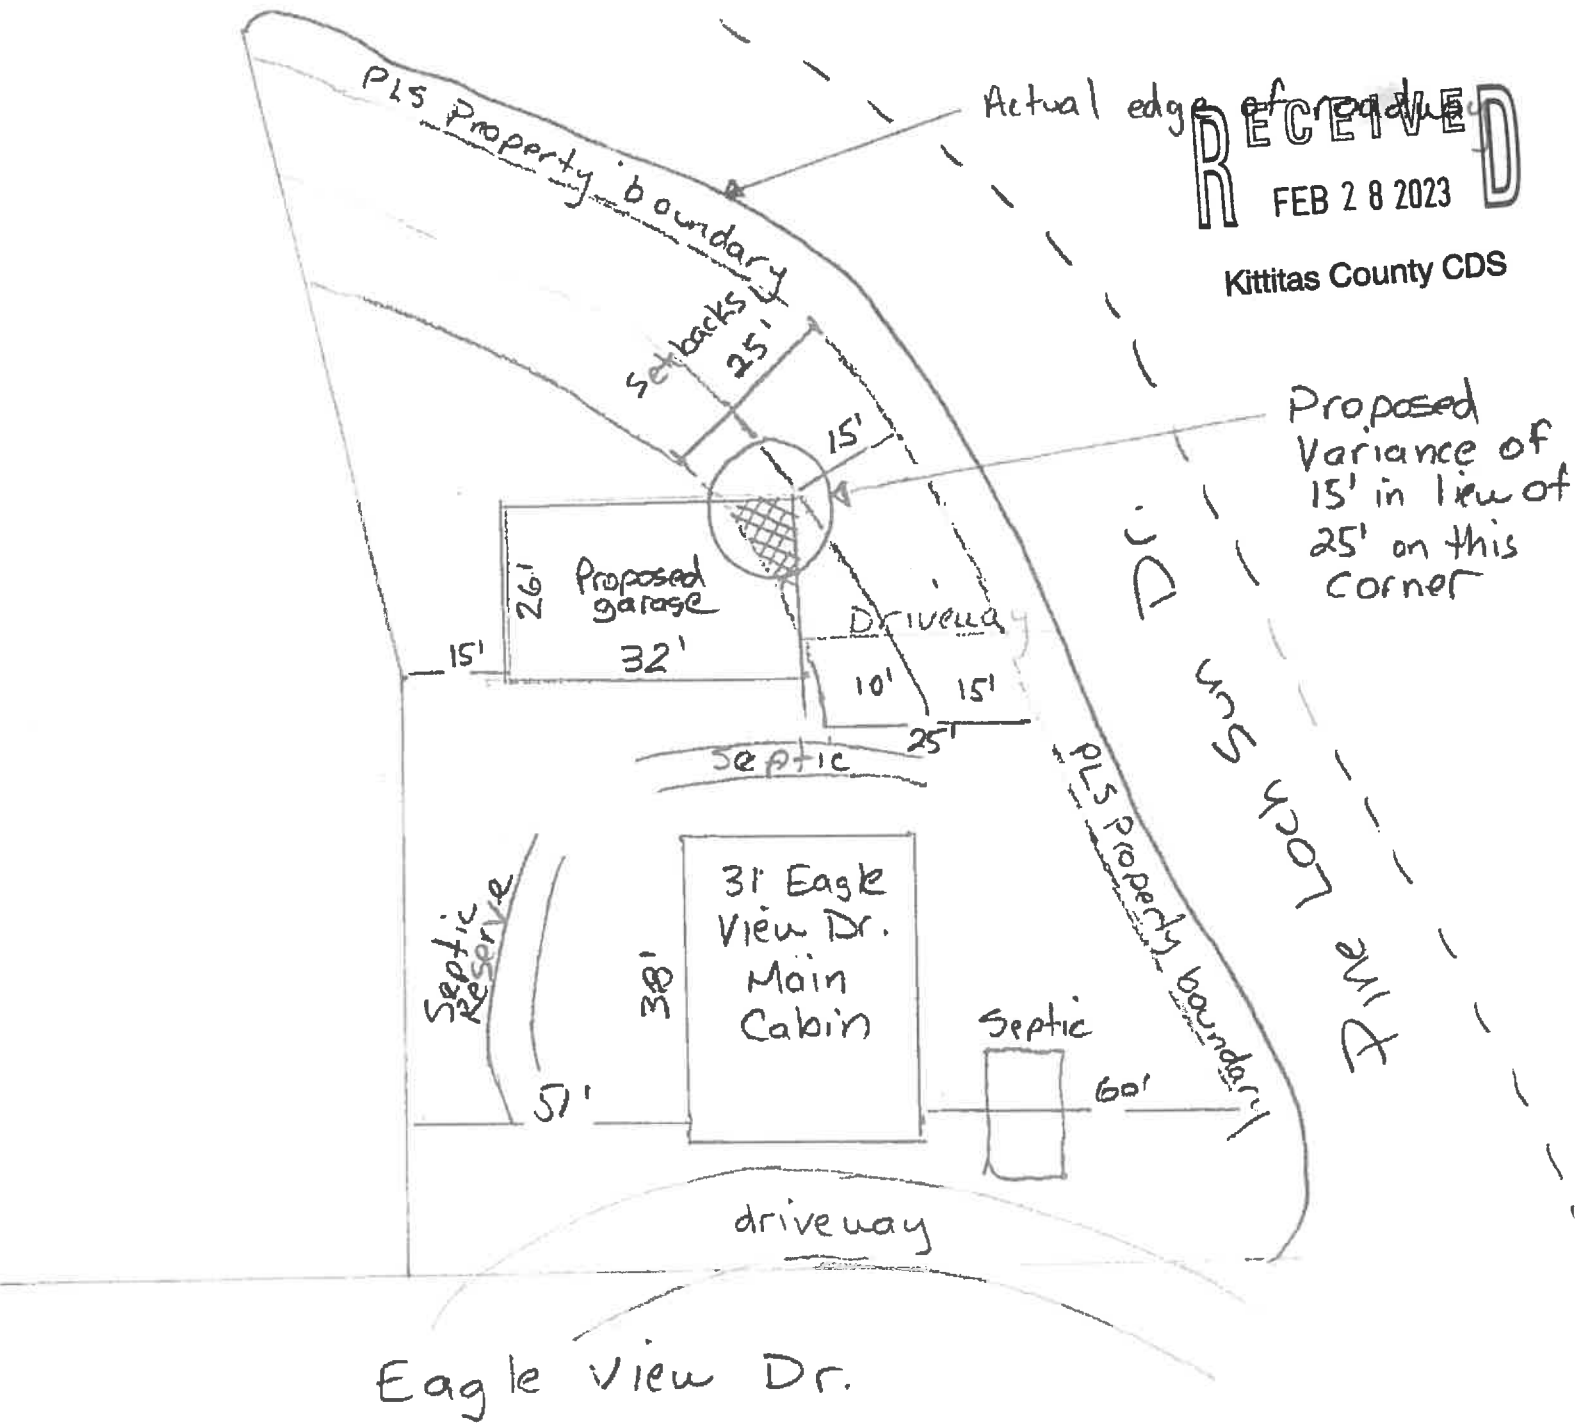 Actual edge of roadway
RECEIVED
FEB 28 2023
Kittitas County CDS
PLS Property boundary
setbacks
25'
15'
Proposed
Variance of
15' in lieu of
25' on this
corner
26'
Proposed
garage
32'
15'
Driveway
10'
15'
25'
Septic
PLS Property boundary
Pine Loch Sun Dr.
Septic
Reserve
38'
31 Eagle
View Dr.
Main
Cabin
Septic
51'
60'
driveway
Eagle View Dr.